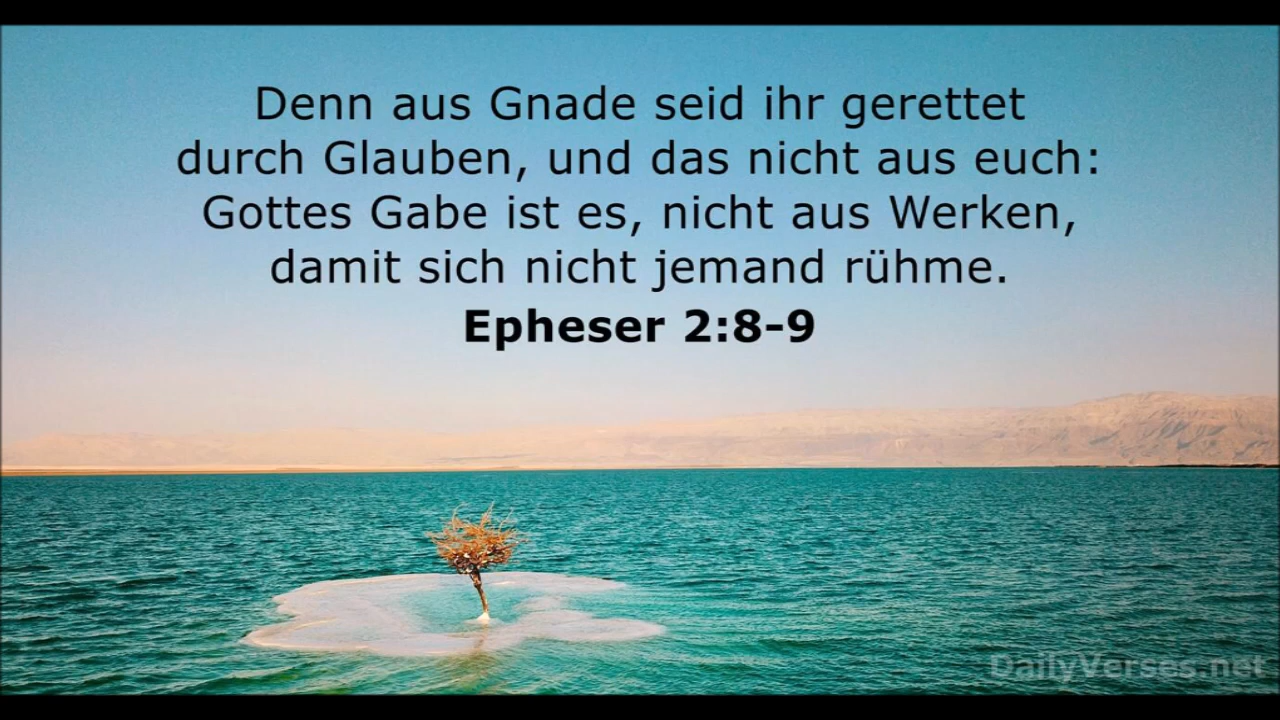 Denn aus Gnade seid ihr gerettet
durch Glauben, und das nicht aus euch:
Gottes Gabe ist es, nicht aus Werken,
damit sich nicht jemand rühme.
Epheser 2:8-9
DailyVerses.net